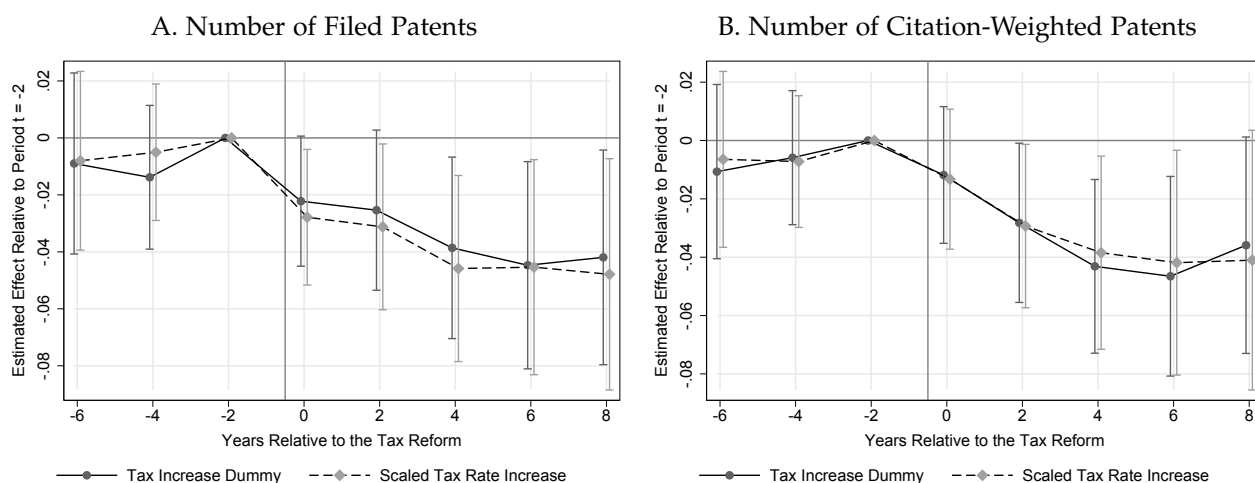 A. Number of Filed Patents
Estimated Effect Relative to Period t = -2
.02
0
-.02
-.04
-.06
-.08
-6
-4
-2
0
2
4
6
8
Years Relative to the Tax Reform
Tax Increase Dummy
Scaled Tax Rate Increase
B. Number of Citation-Weighted Patents
Estimated Effect Relative to Period t = -2
.02
0
-.02
-.04
-.06
-.08
-6
-4
-2
0
2
4
6
8
Years Relative to the Tax Reform
Tax Increase Dummy
Scaled Tax Rate Increase